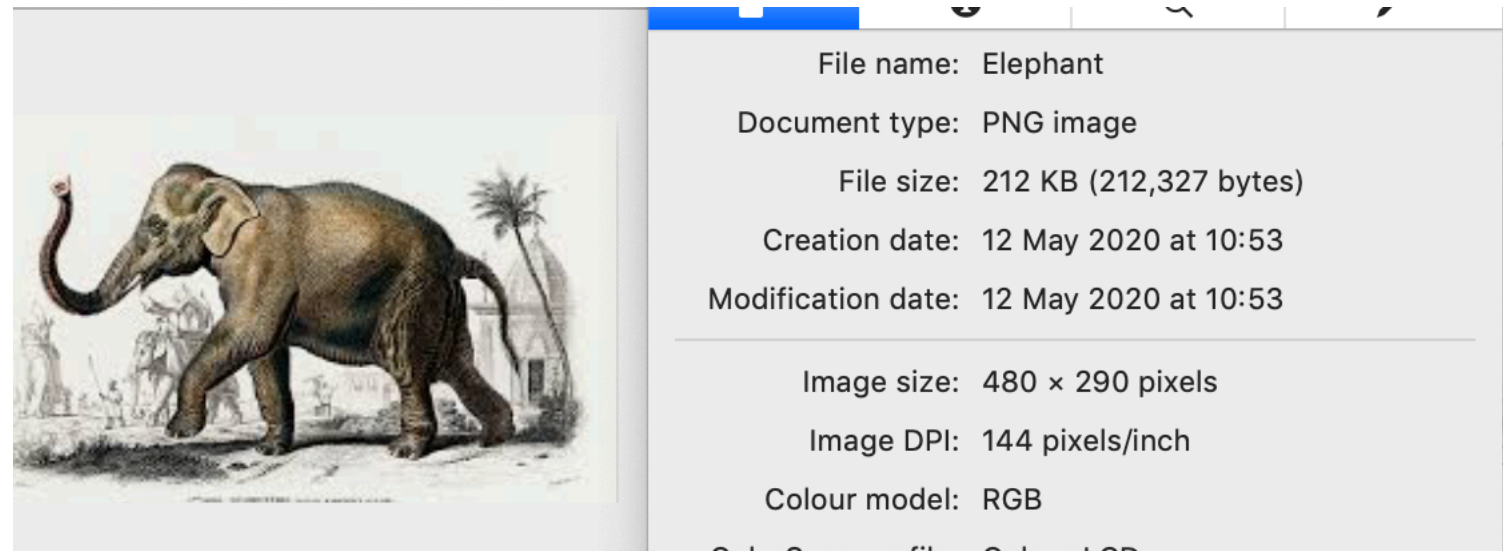 File name: Elephant
Document type: PNG image
File size: 212 KB (212,327 bytes)
Creation date: 12 May 2020 at 10:53
Modification date: 12 May 2020 at 10:53
Image size: 480 × 290 pixels
Image DPI: 144 pixels/inch
Colour model: RGB